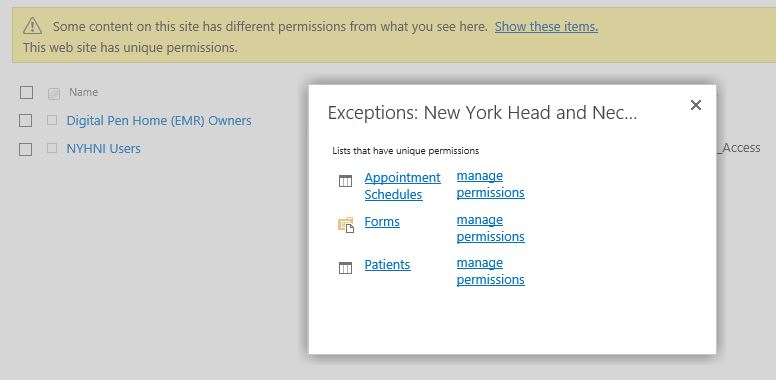 Some content on this site has different permissions from what you see here. Show these items.
This web site has unique permissions.
Name
Digital Pen Home (EMR) Owners
NYHNI Users
_Access
Exceptions: New York Head and Nec...
Lists that have unique permissions
Appointment Schedules
manage permissions
Forms
manage permissions
Patients
manage permissions